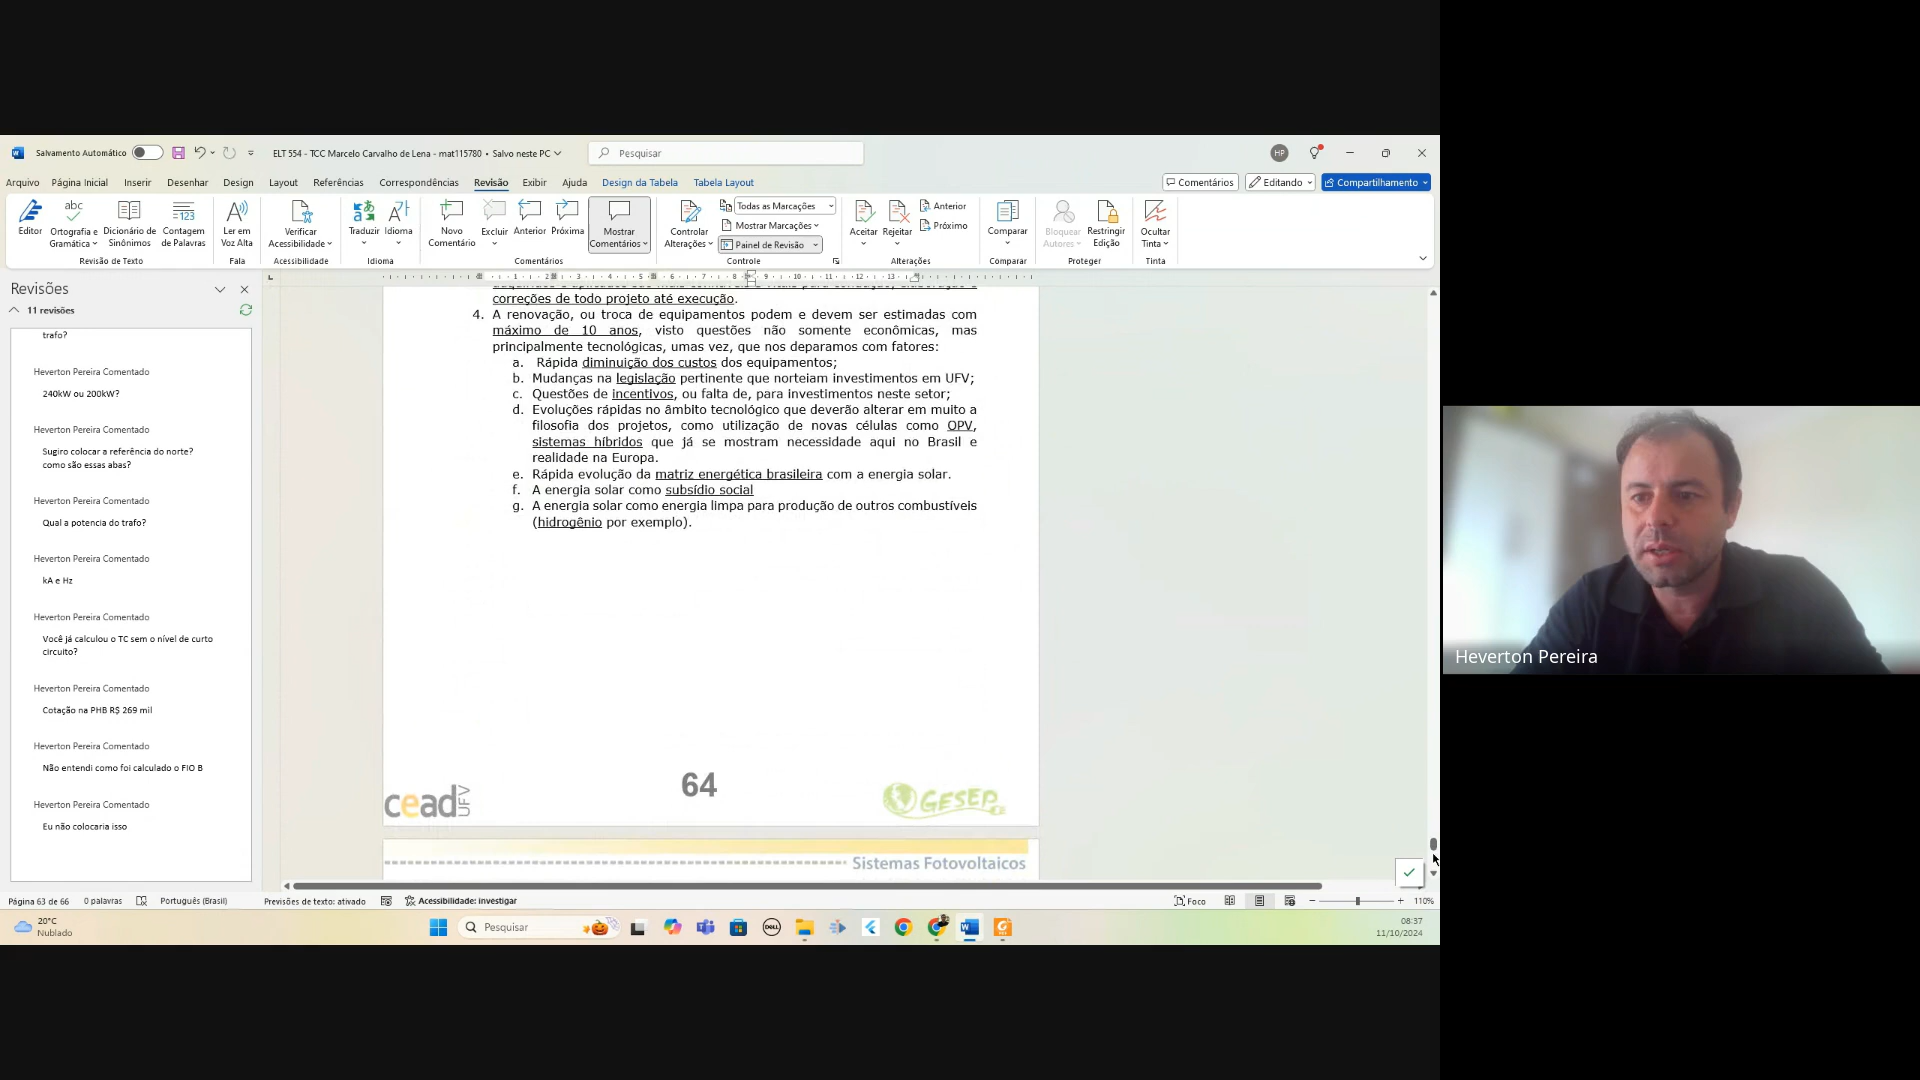 Salvamento Automático
ELT 554 - TCC Marcelo Carvalho de Lena - mat115780 • Salvo neste PC
Pesquisar
HP
Arquivo Página Inicial Inserir Desenhar Design Layout Referências Correspondências Revisão Exibir Ajuda Design da Tabela Tabela Layout
Comentários Editando Compartilhamento
Editor
Ortografia e Gramática
Dicionário de Sinônimos
Contagem de Palavras
Ler em Voz Alta
Verificar Acessibilidade
Traduzir
Idioma
Novo Comentário
Excluir
Anterior
Próxima
Mostrar Comentários
Controlar Alterações
Todas as Marcações
Mostrar Marcações
Painel de Revisão
Aceitar
Rejeitar
Anterior
Próximo
Comparar
Bloquear Autores
Restringir Edição
Ocultar Tinta
Revisão de Texto Fala Acessibilidade Idioma Comentários Controle Alterações Comparar Proteger Tinta
Revisões
11 revisões
trafo?
Heverton Pereira Comentado
240kW ou 200kW?
Heverton Pereira Comentado
Sugiro colocar a referência do norte?
como são essas abas?
Heverton Pereira Comentado
Qual a potencia do trafo?
Heverton Pereira Comentado
kA e Hz
Heverton Pereira Comentado
Você já calculou o TC sem o nível de curto
circuito?
Heverton Pereira Comentado
Cotação na PHB R$ 269 mil
Heverton Pereira Comentado
Não entendi como foi calculado o FIO B
Heverton Pereira Comentado
Eu não colocaria isso
correções de todo projeto até execução.
4. A renovação, ou troca de equipamentos podem e devem ser estimadas com
máximo de 10 anos, visto questões não somente econômicas, mas
principalmente tecnológicas, umas vez, que nos deparamos com fatores:
a. Rápida diminuição dos custos dos equipamentos;
b. Mudanças na legislação pertinente que norteiam investimentos em UFV;
c. Questões de incentivos, ou falta de, para investimentos neste setor;
d. Evoluções rápidas no âmbito tecnológico que deverão alterar em muito a
filosofia dos projetos, como utilização de novas células como OPV,
sistemas híbridos que já se mostram necessidade aqui no Brasil e
realidade na Europa.
e. Rápida evolução da matriz energética brasileira com a energia solar.
f. A energia solar como subsídio social
g. A energia solar como energia limpa para produção de outros combustíveis
(hidrogênio por exemplo).
cead UFV
64
GESEP
Sistemas Fotovoltaicos
Heverton Pereira
Página 63 de 66 0 palavras Português (Brasil) Previsões de texto: ativado Acessibilidade: investigar
Foco
110%
20°C
Nublado
Pesquisar
DELL
08:37
11/10/2024